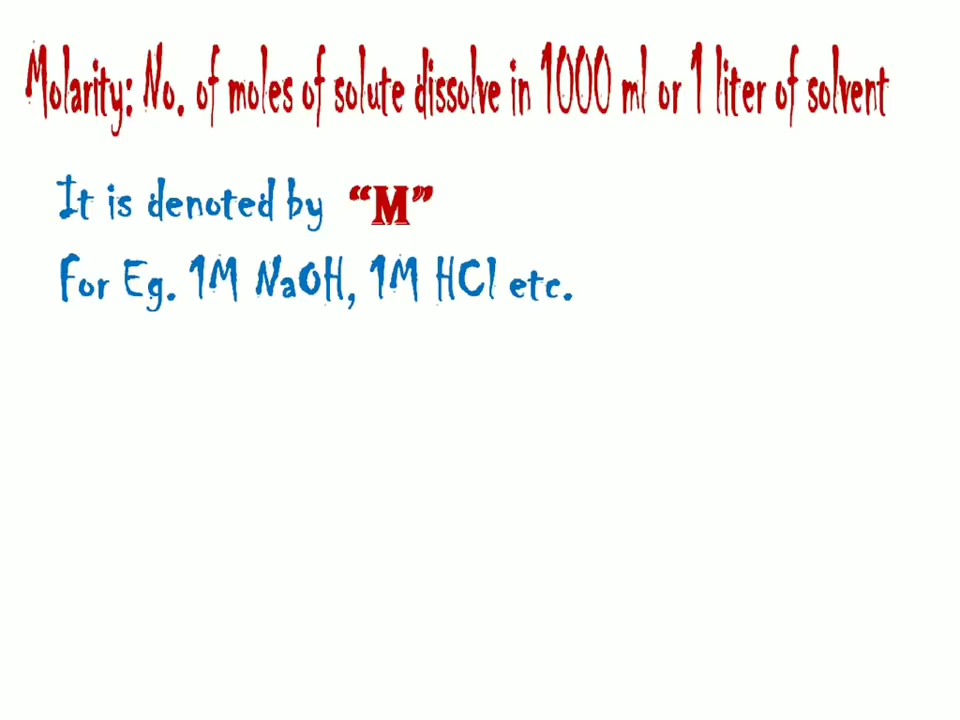 Molarity: No. of moles of solute dissolve in 1000 ml or 1 liter of solvent
It is denoted by “M”
For Eg. 1M NaOH, 1M HCl etc.